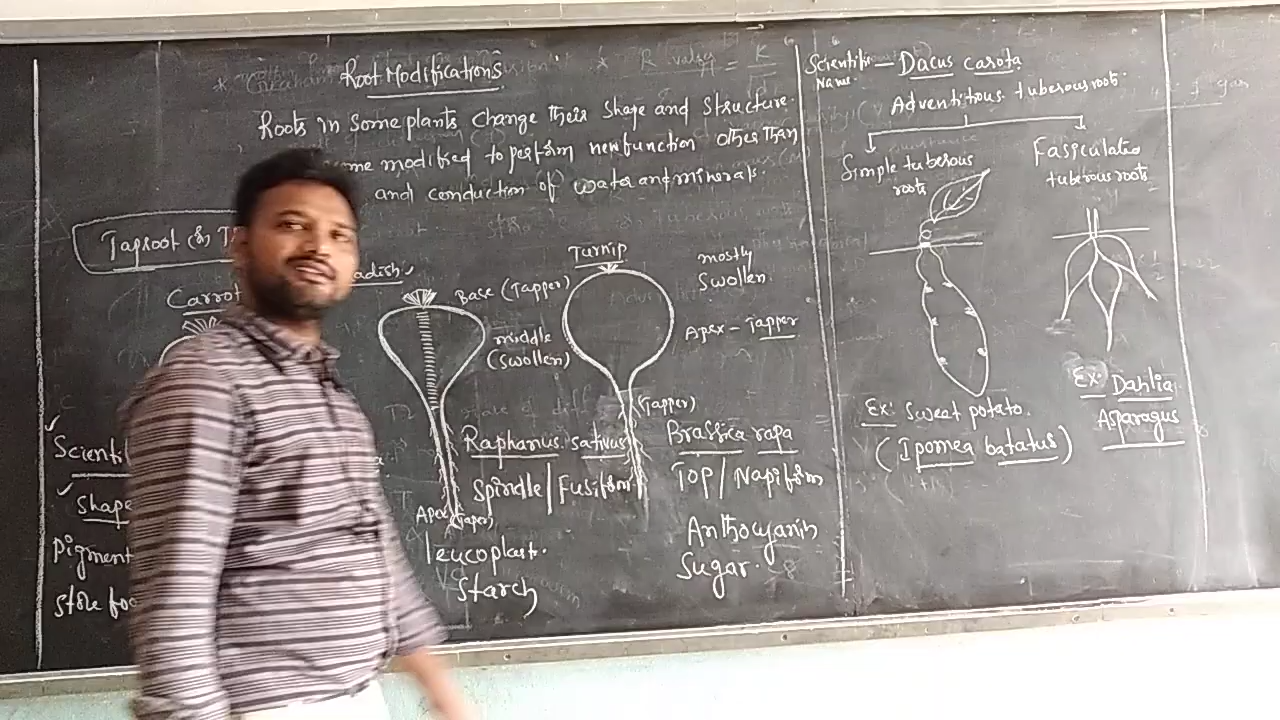 Root Modifications
Roots in some plants change their shape and structure.
me modified to perform new function other than
and conduction of water and minerals.
Taproot
Carrot
adish
Base (Tapper)
middle
(swollen)
Apex (Taper)
Raphanus sativus
Spindle/Fusiform
leucoplast.
Starch
Turnip
mostly
swollen
Apex - Tapper
(Tapper)
Brassica rapa
Top/Napiform
Anthocyanin
Sugar.
Scienti
Shape
Pigment
Store foo
Scientific Name - Dacus carota
Adventitious tuberous roots.
Simple tuberous
roots
Ex: Sweet potato.
(Ipomea batatus)
Fasiculated
tuberous roots
Ex: Dahlia
Asparagus